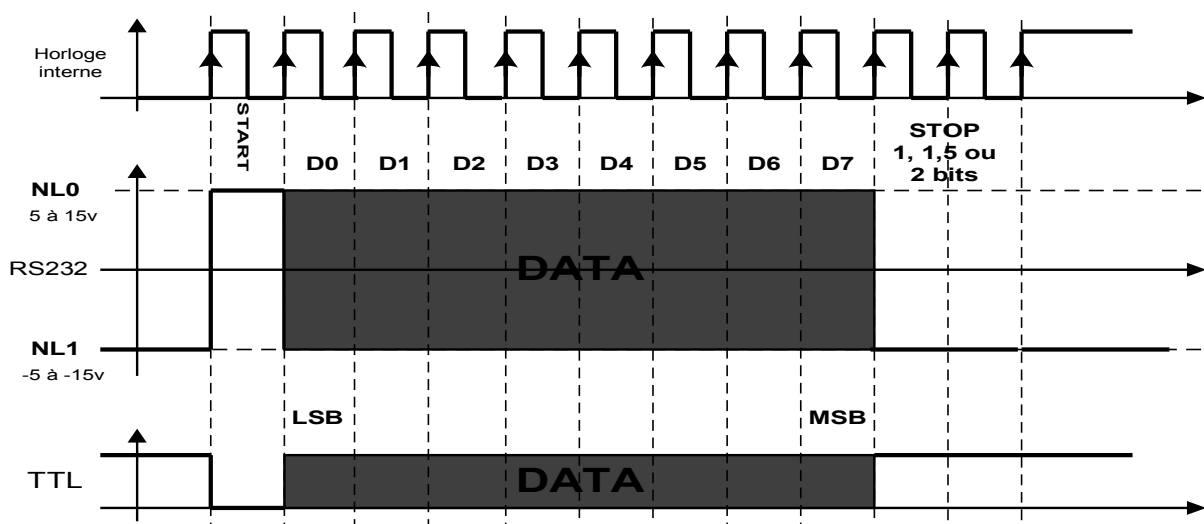 Horloge
interne
START
STOP
1, 1,5 ou
2 bits
D0 D1 D2 D3 D4 D5 D6 D7
NL0
5 à 15v
RS232
DATA
NL1
-5 à -15v
LSB MSB
TTL
DATA